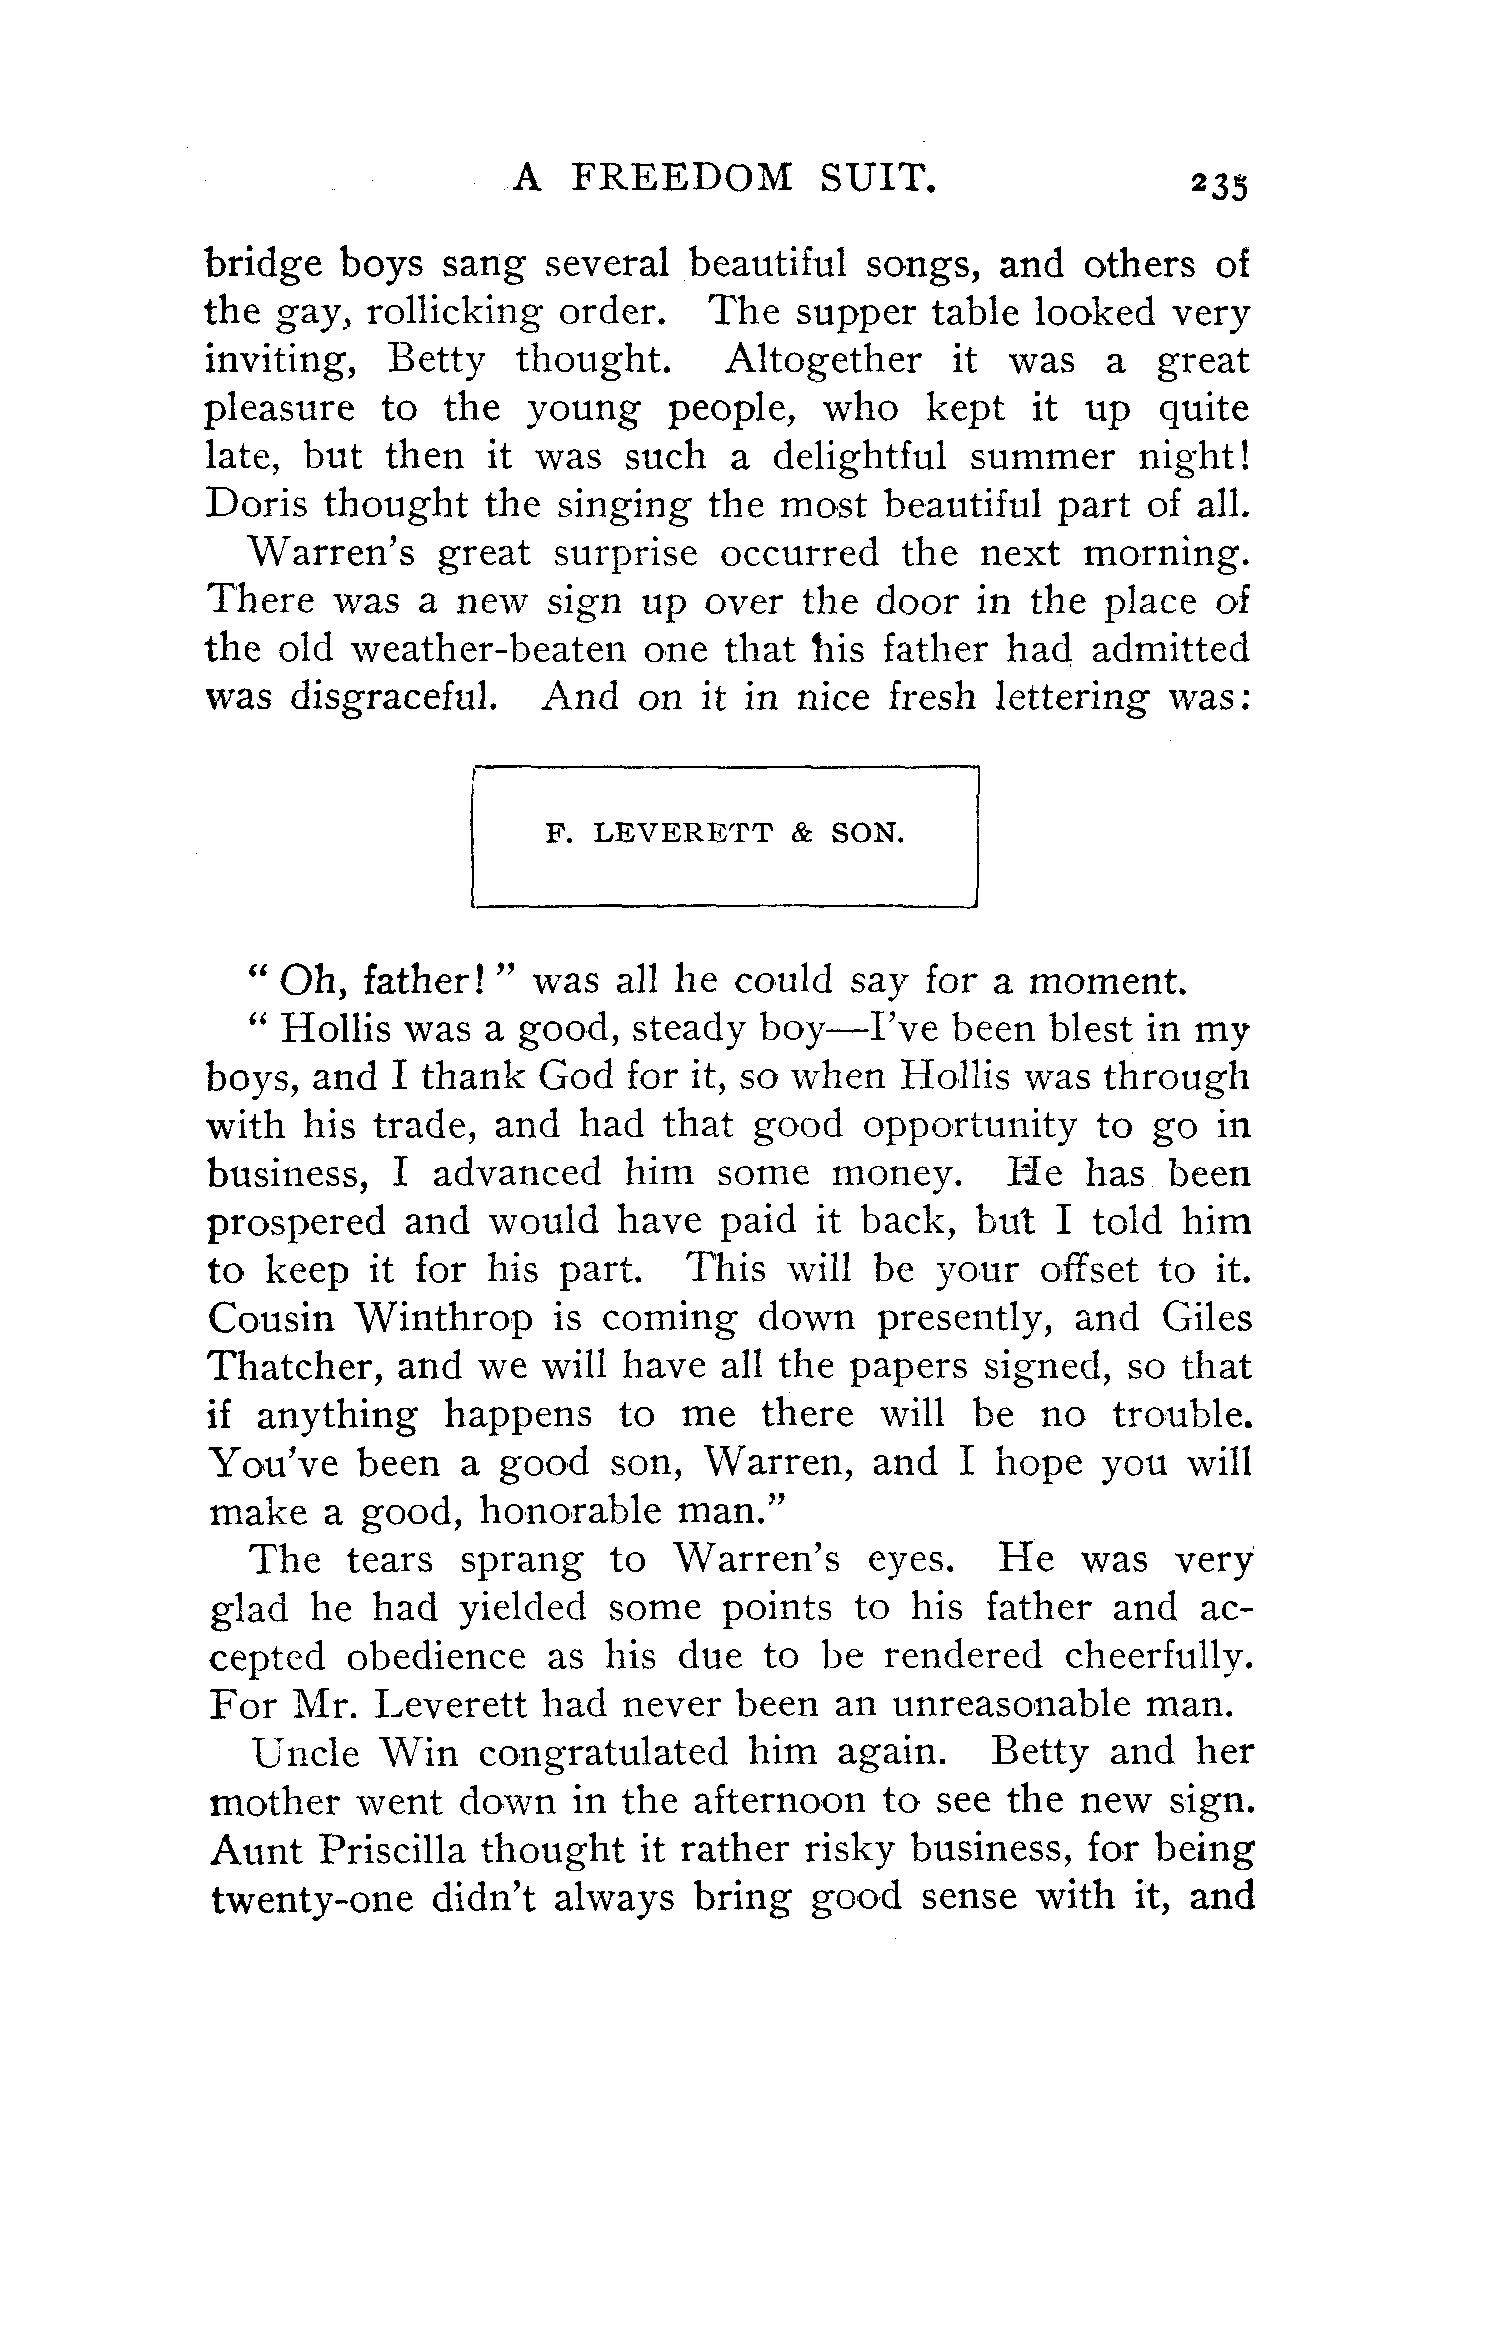 A FREEDOM SUIT. 235
bridge boys sang several beautiful songs, and others of
the gay, rollicking order. The supper table looked very
inviting, Betty thought. Altogether it was a great
pleasure to the young people, who kept it up quite
late, but then it was such a delightful summer night!
Doris thought the singing the most beautiful part of all.
Warren's great surprise occurred the next morning.
There was a new sign up over the door in the place of
the old weather-beaten one that his father had admitted
was disgraceful. And on it in nice fresh lettering was:
F. LEVERETT & SON.
" Oh, father! " was all he could say for a moment.
" Hollis was a good, steady boy—I've been blest in my
boys, and I thank God for it, so when Hollis was through
with his trade, and had that good opportunity to go in
business, I advanced him some money. He has been
prospered and would have paid it back, but I told him
to keep it for his part. This will be your offset to it.
Cousin Winthrop is coming down presently, and Giles
Thatcher, and we will have all the papers signed, so that
if anything happens to me there will be no trouble.
You've been a good son, Warren, and I hope you will
make a good, honorable man."
The tears sprang to Warren's eyes. He was very
glad he had yielded some points to his father and ac-
cepted obedience as his due to be rendered cheerfully.
For Mr. Leverett had never been an unreasonable man.
Uncle Win congratulated him again. Betty and her
mother went down in the afternoon to see the new sign.
Aunt Priscilla thought it rather risky business, for being
twenty-one didn't always bring good sense with it, and